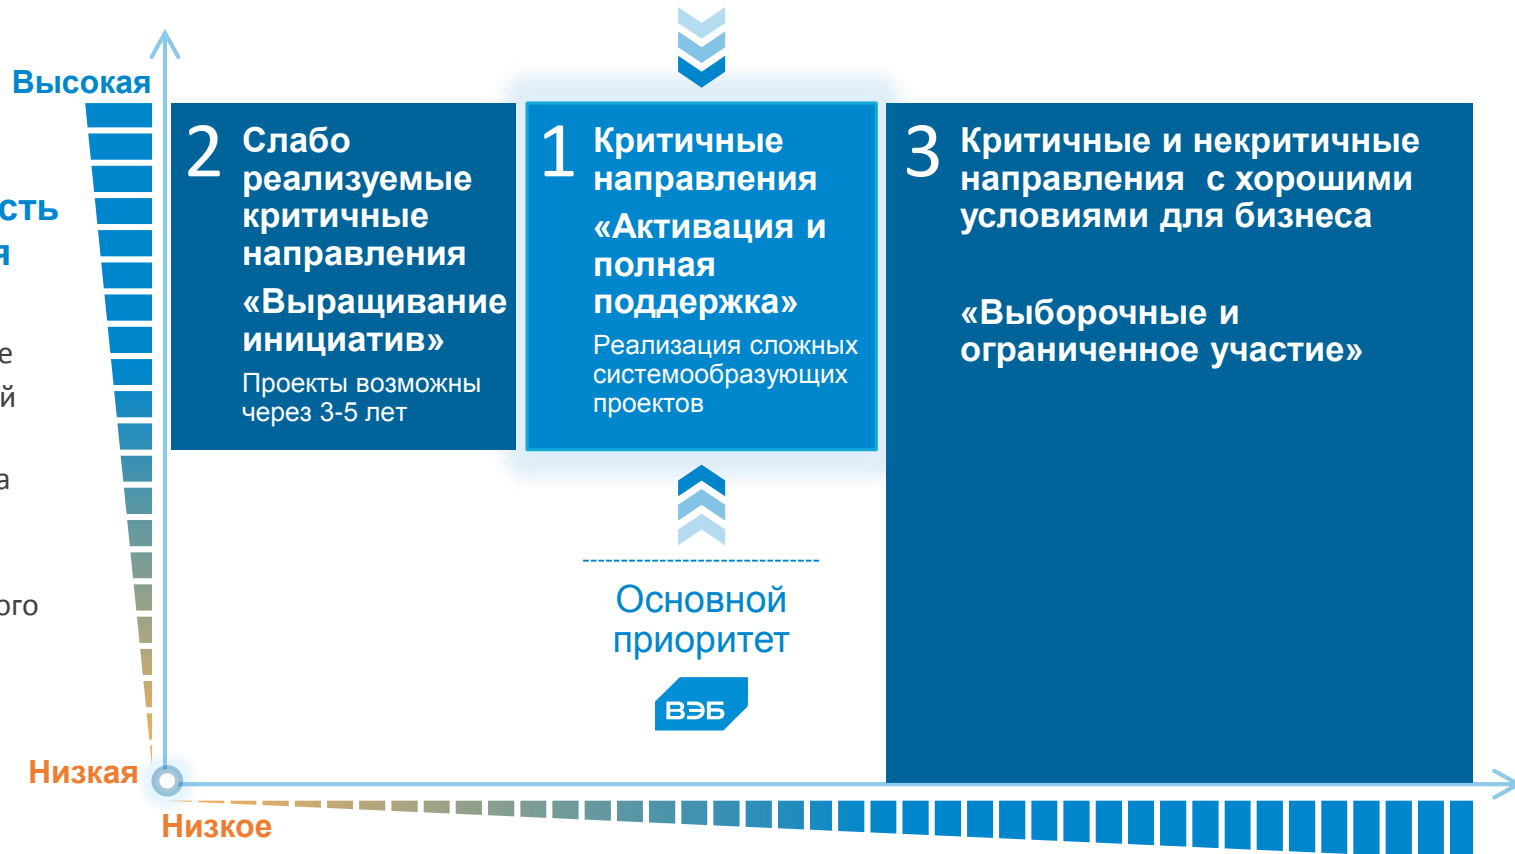 Высокая
2
Слабо
реализуемые
критичные
направления
«Выращивание
инициатив»
Проекты возможны
через 3-5 лет
1
Критичные
направления
«Активация и
полная
поддержка»
Реализация сложных
системообразующих
проектов
3
Критичные и некритичные
направления с хорошими
условиями для бизнеса
«Выборочные и
ограниченное участие»
Основной
приоритет
ВЭБ
Низкая
Низкое